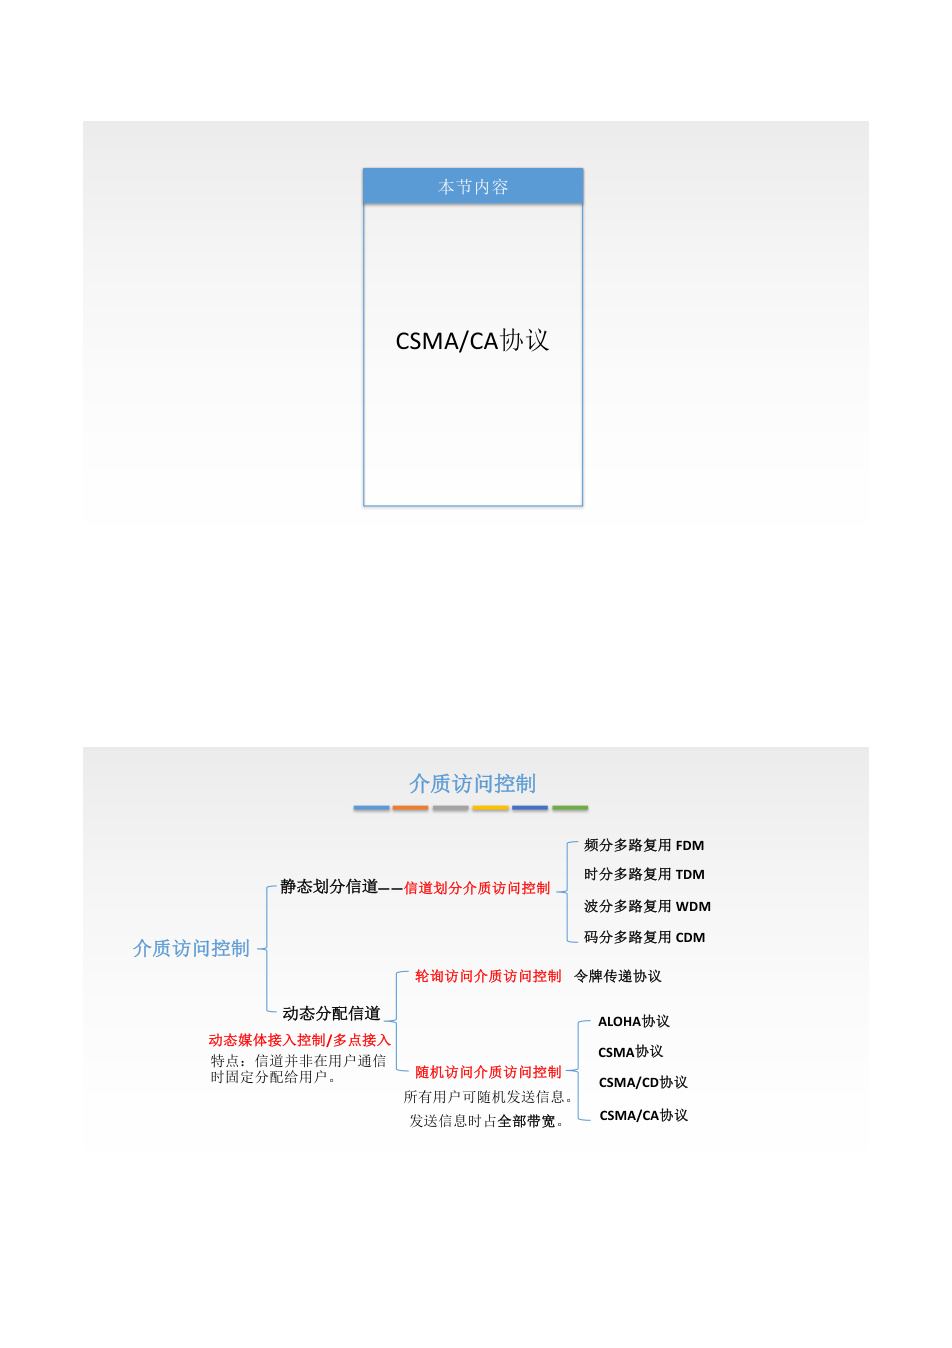 本节内容
CSMA/CA协议
介质访问控制
频分多路复用 FDM
静态划分信道——信道划分介质访问控制
时分多路复用 TDM
波分多路复用 WDM
码分多路复用 CDM
介质访问控制
轮询访问介质访问控制 令牌传递协议
动态分配信道
动态媒体接入控制/多点接入
特点：信道并非在用户通信
时固定分配给用户。
ALOHA协议
CSMA协议
随机访问介质访问控制
CSMA/CD协议
所有用户可随机发送信息。
CSMA/CA协议
发送信息时占全部带宽。